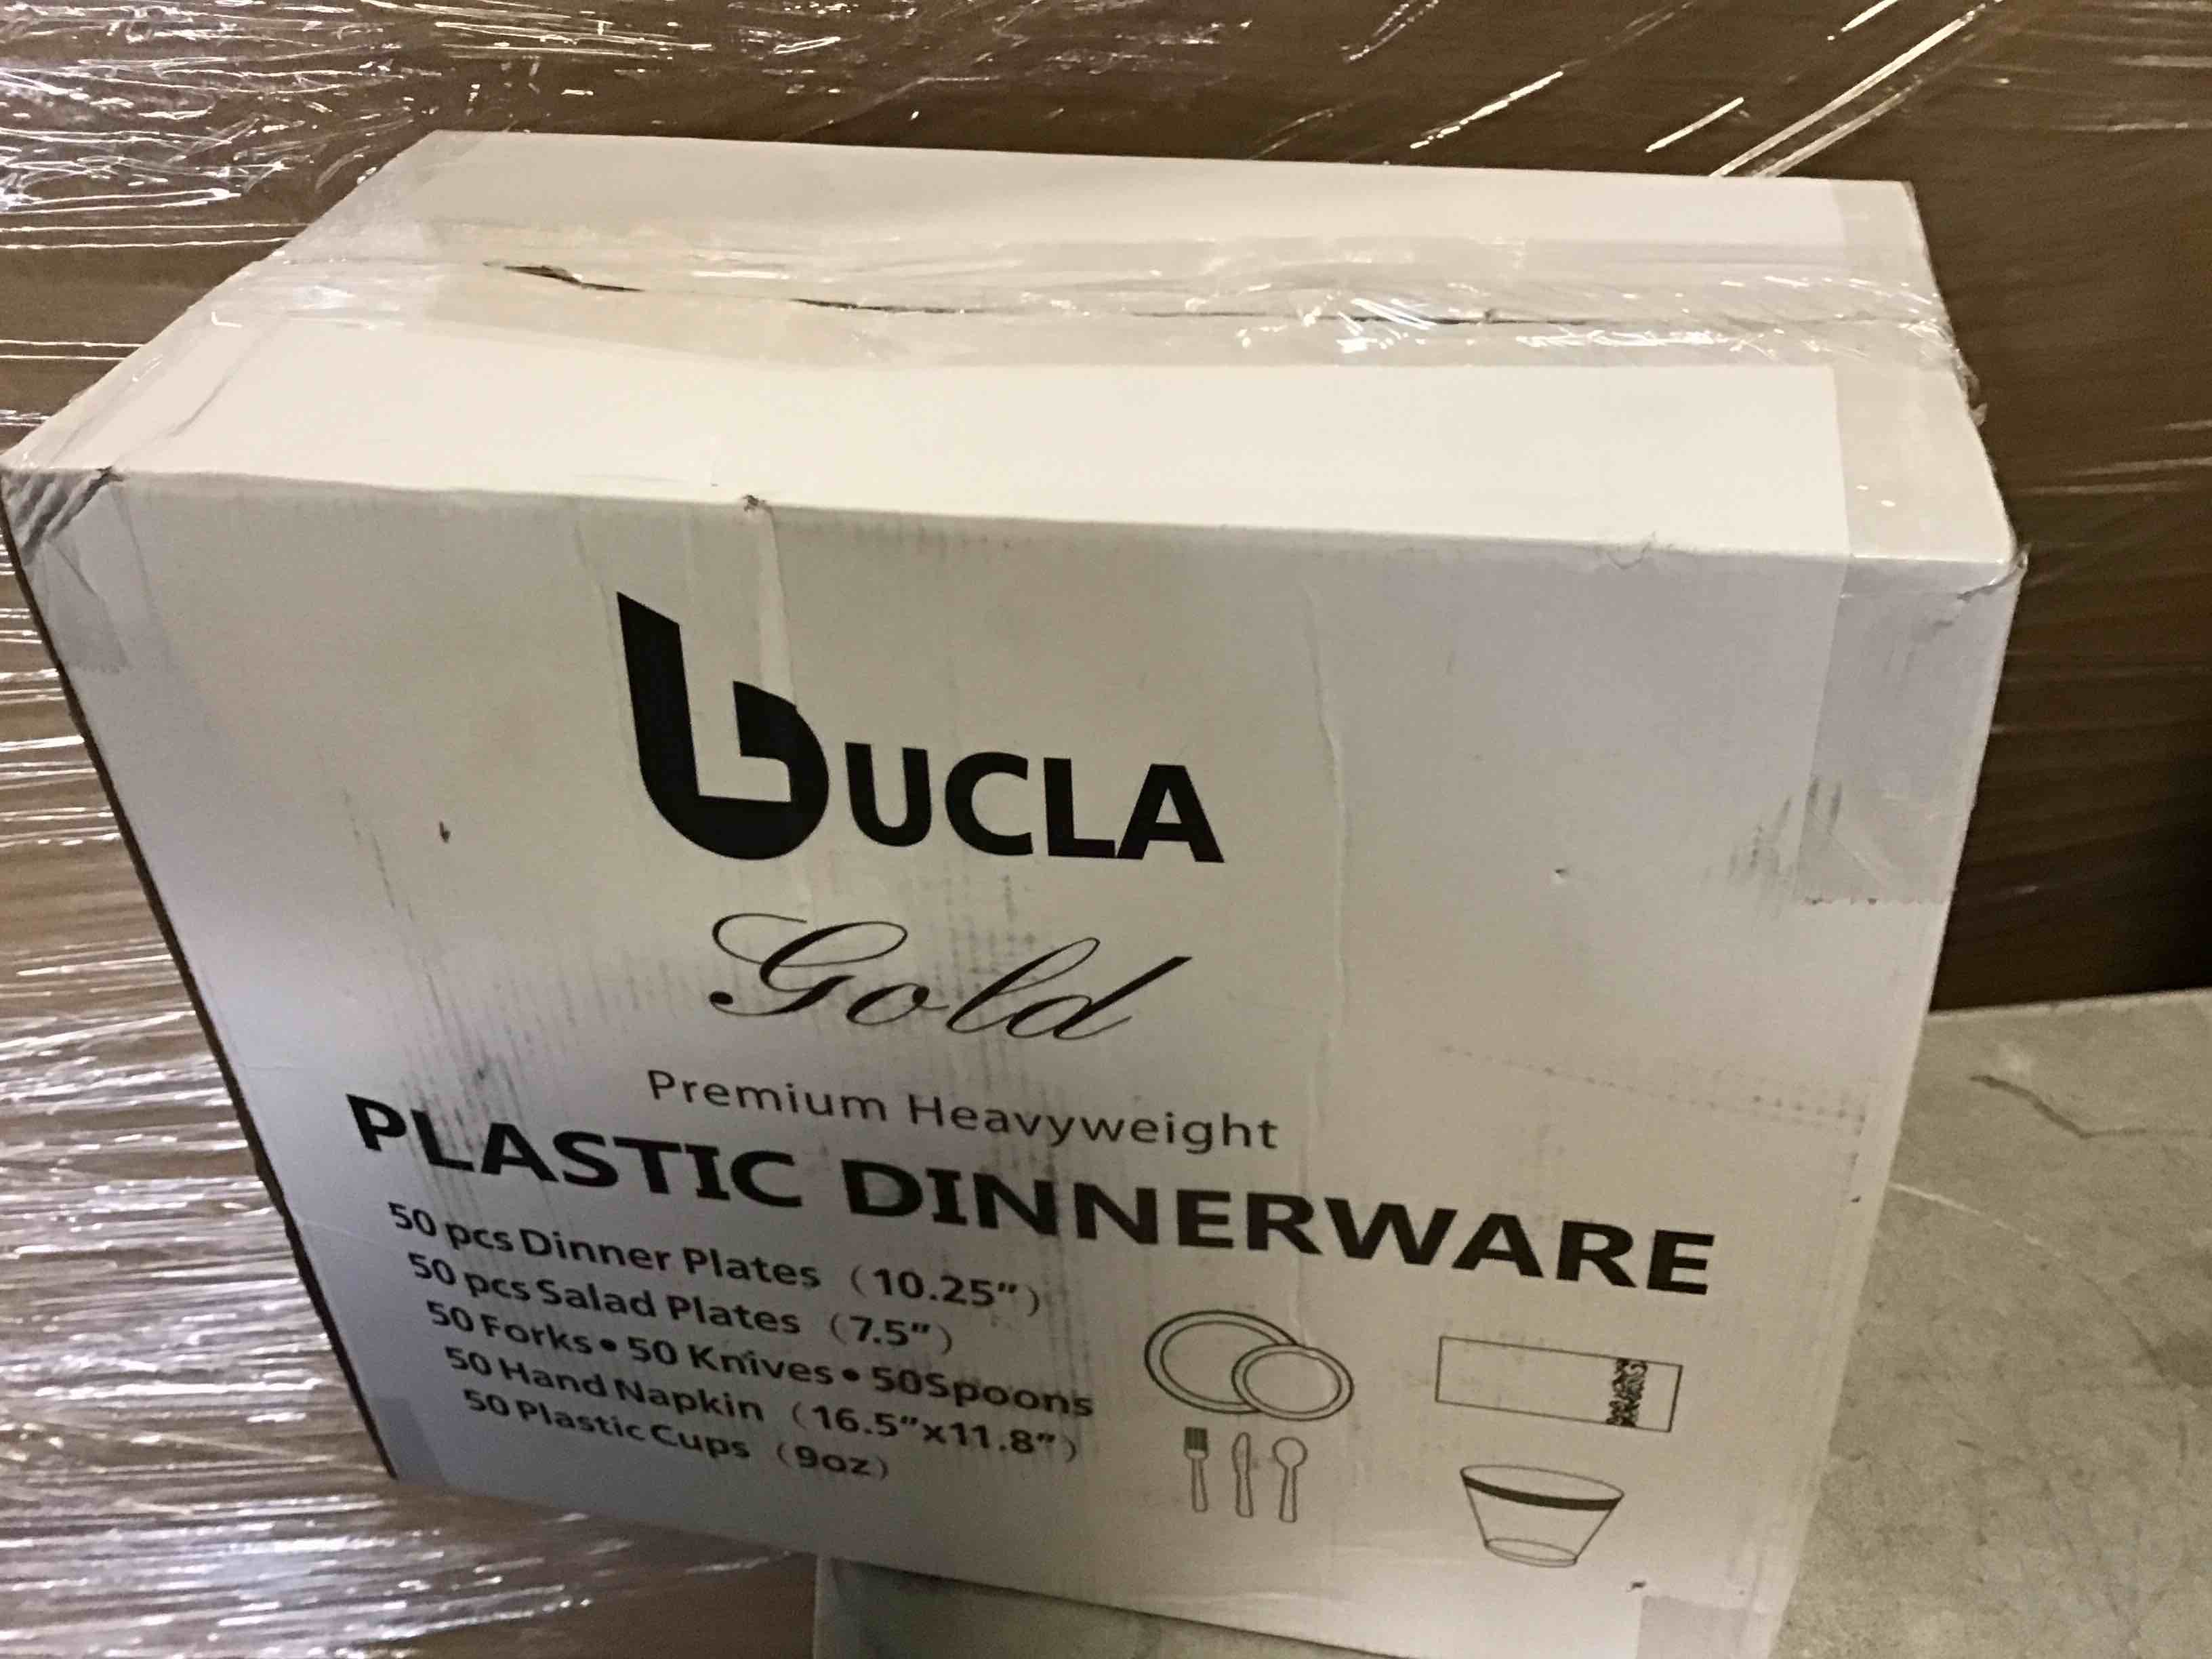 bUCLA
Gold
Premium Heavyweight
PLASTIC DINNERWARE
50 pcs Dinner Plates (10.25")
50 pcs Salad Plates (7.5")
50 Forks • 50 Knives • 50Spoons
50 Hand Napkin (16.5"x11.8")
50 Plastic Cups (9oz)